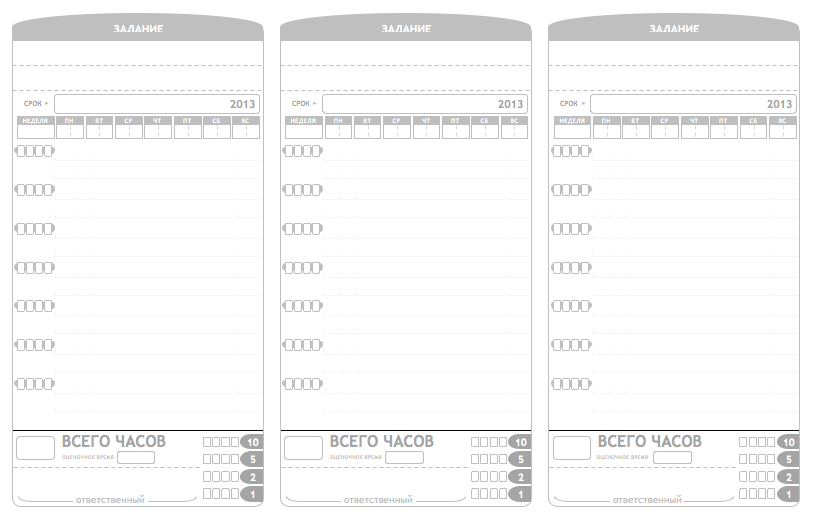 ЗАДАНИЕ
СРОК
2013
НЕДЕЛЯ ПН ВТ СР ЧТ ПТ СБ ВС
ВСЕГО ЧАСОВ
ОЦЕНОЧНОЕ ВРЕМЯ
10
5
2
1
ответственный
ЗАДАНИЕ
СРОК
2013
НЕДЕЛЯ ПН ВТ СР ЧТ ПТ СБ ВС
ВСЕГО ЧАСОВ
ОЦЕНОЧНОЕ ВРЕМЯ
10
5
2
1
ответственный
ЗАДАНИЕ
СРОК
2013
НЕДЕЛЯ ПН ВТ СР ЧТ ПТ СБ ВС
ВСЕГО ЧАСОВ
ОЦЕНОЧНОЕ ВРЕМЯ
10
5
2
1
ответственный